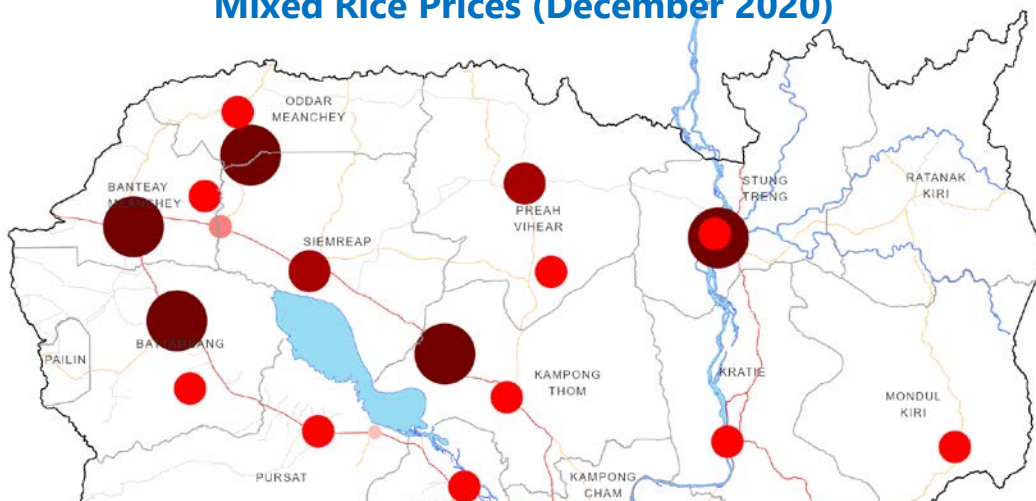 Mixed Rice Prices (December 2020)
ODDAR
MEANCHEY
BANTEAY
MEANCHEY
STUNG
TRENG
RATANAK
KIRI
PREAH
VIHEAR
SIEMREAP
BATTAMBANG
PAILIN
KAMPONG
THOM
KRATIE
MONDUL
KIRI
PURSAT
KAMPONG
CHAM